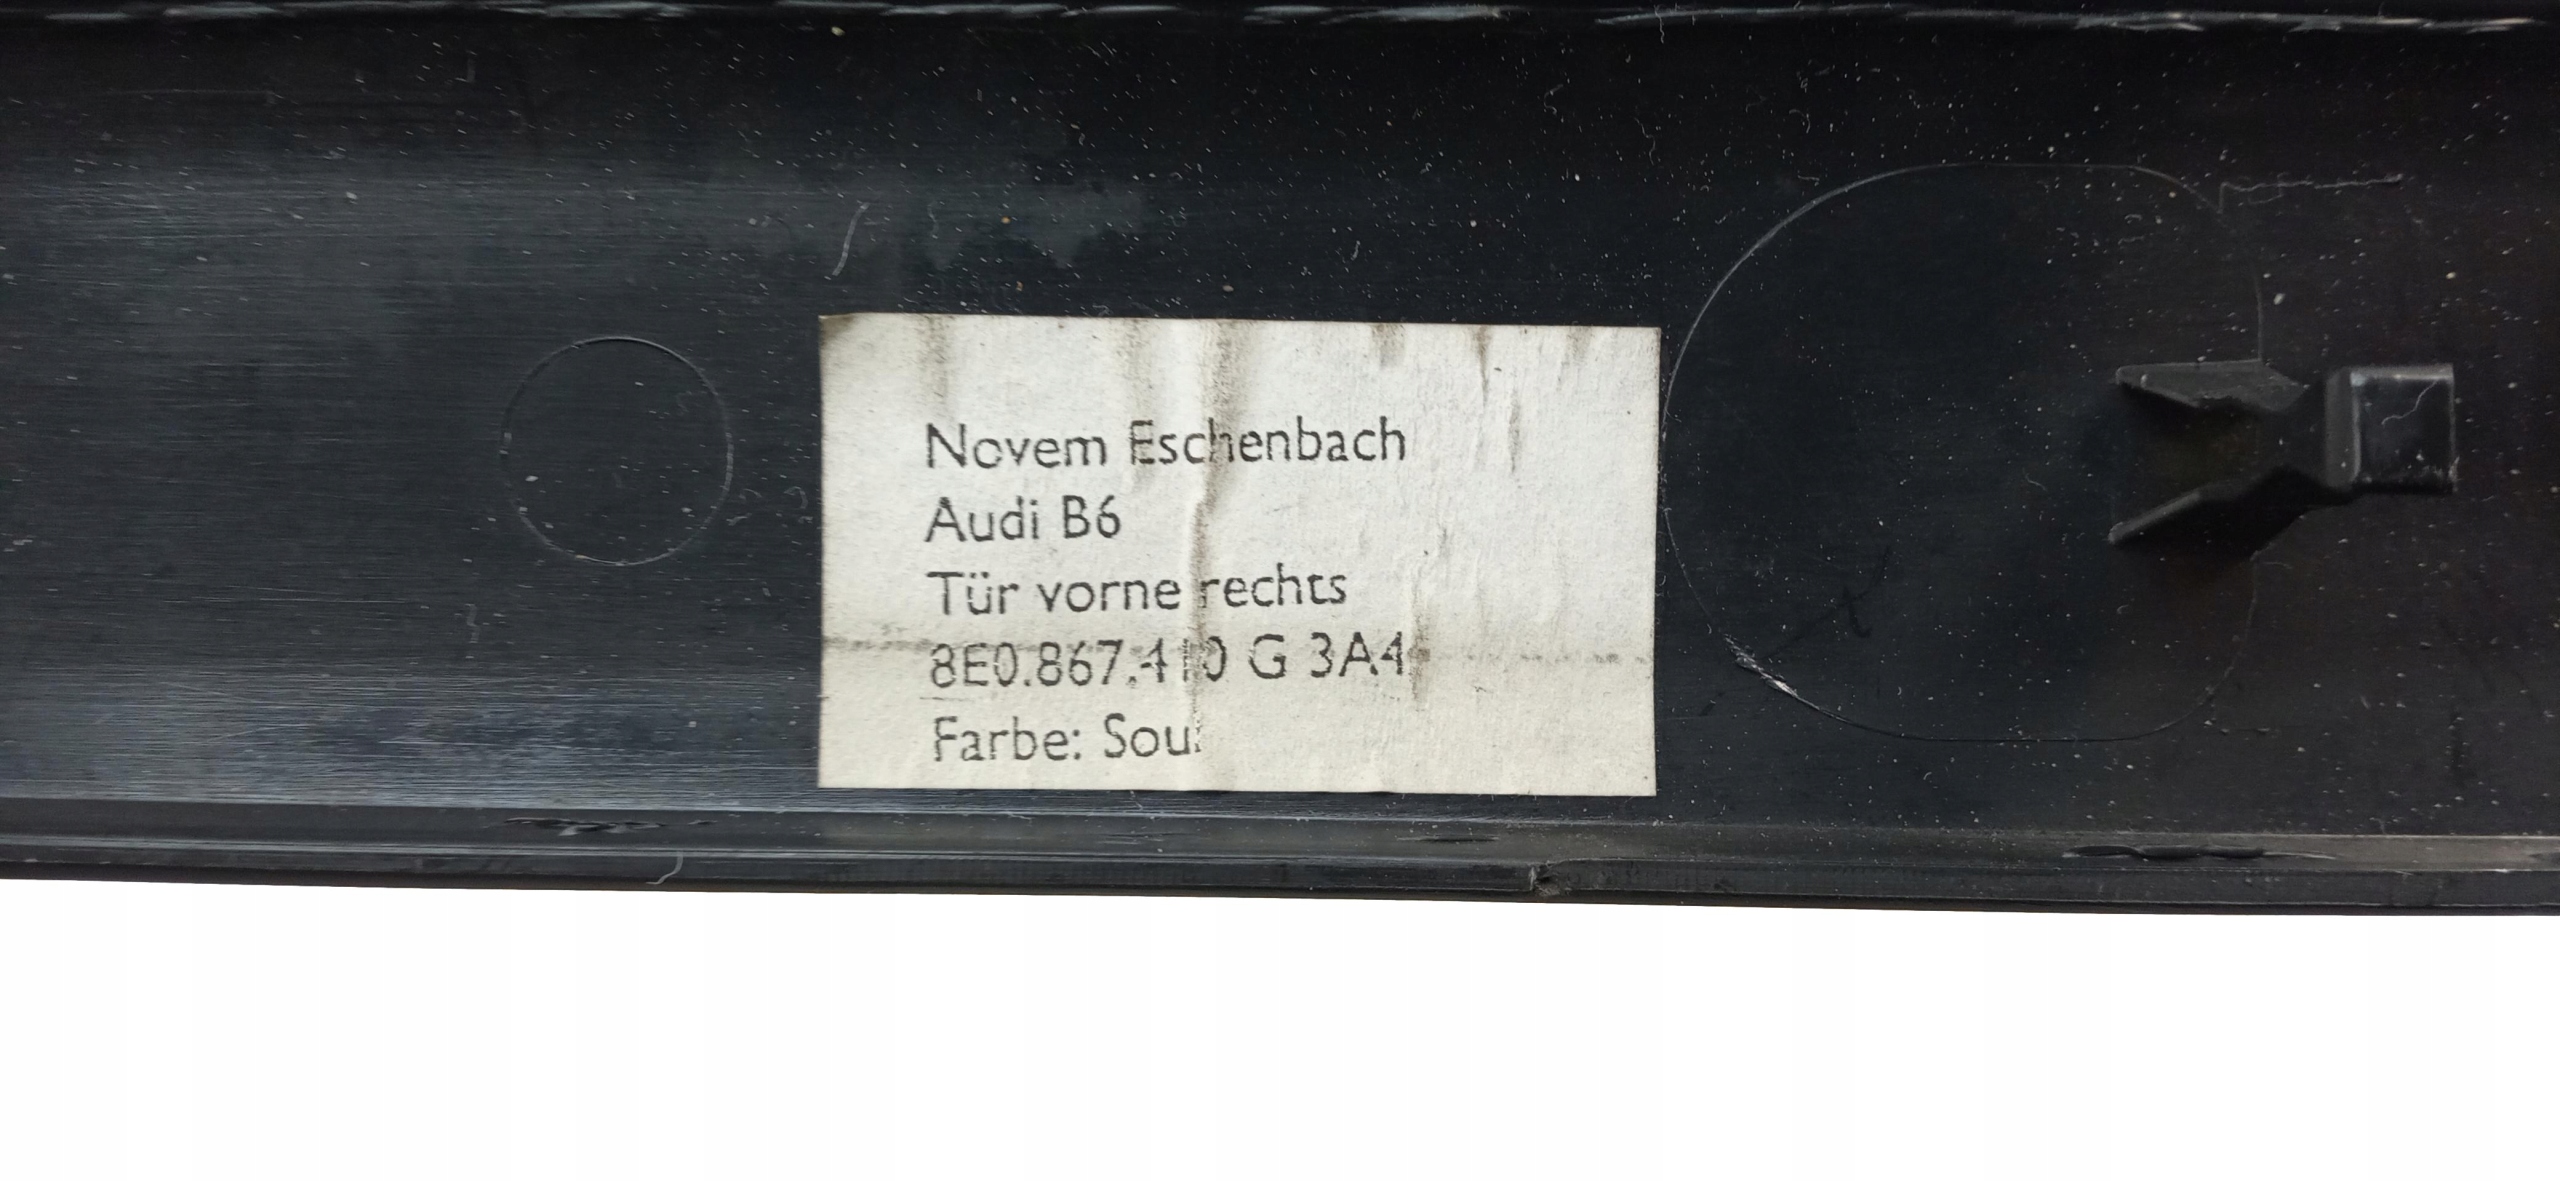 Novem Eschenbach
Audi B6
Tür vorne rechts
8E0.867.410 G 3A4
Farbe: Soul